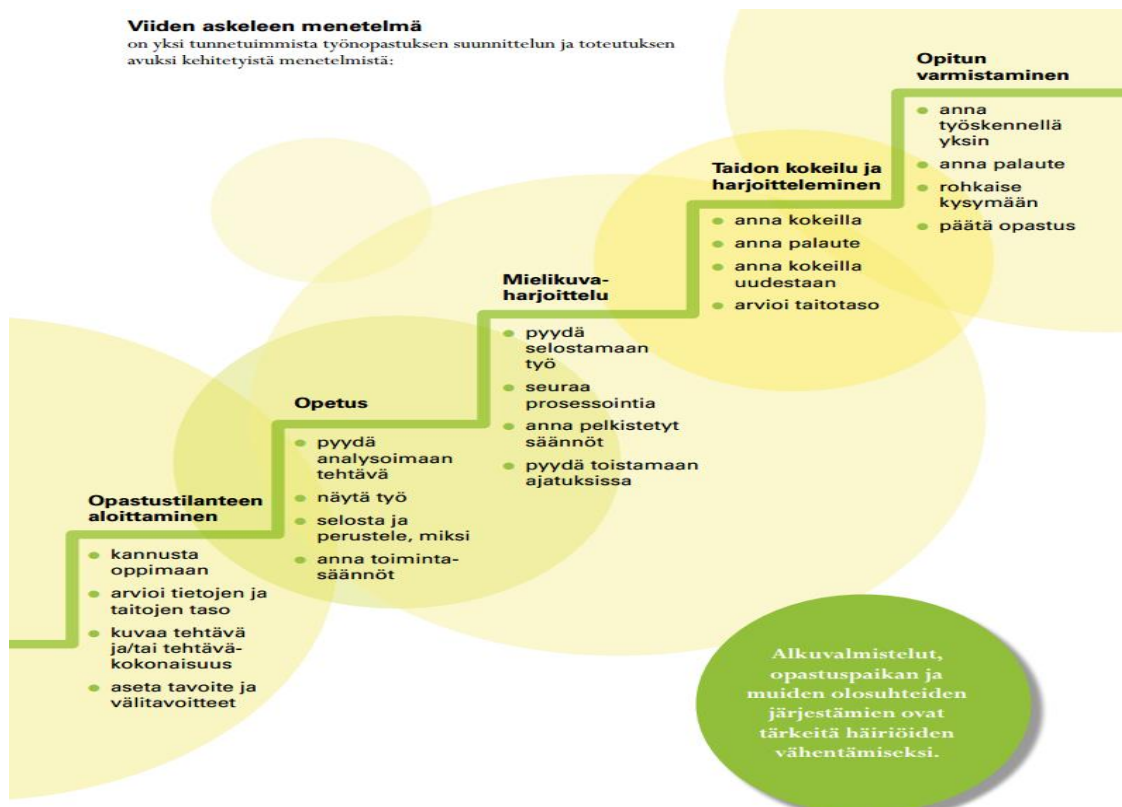 Viiden askeleen menetelmä
on yksi tunnetuimmista työnopastuksen suunnittelun ja toteutuksen
avuksi kehitetyistä menetelmistä:
Opastustilanteen
aloittaminen
kannusta
oppimaan
arvioi tietojen ja
taitojen taso
kuvaa tehtävä
ja/tai tehtävä-
kokonaisuus
aseta tavoite ja
välitavoitteet
Opetus
pyydä
analysoimaan
tehtävä
näytä työ
selosta ja
perustele, miksi
anna toiminta-
säännöt
Mielikuva-
harjoittelu
pyydä
selostamaan
työ
seuraa
prosessointia
anna pelkistetyt
säännöt
pyydä toistamaan
ajatuksissa
Taidon kokeilu ja
harjoitteleminen
anna kokeilla
anna palaute
anna kokeilla
uudestaan
arvioi taitotaso
Opitun
varmistaminen
anna
työskennellä
yksin
anna palaute
rohkaise
kysymään
päätä opastus
Alkuvalmistelut,
opastuspaikan ja
muiden olosuhteiden
järjestämien ovat
tärkeitä häiriöiden
vähentämiseksi.